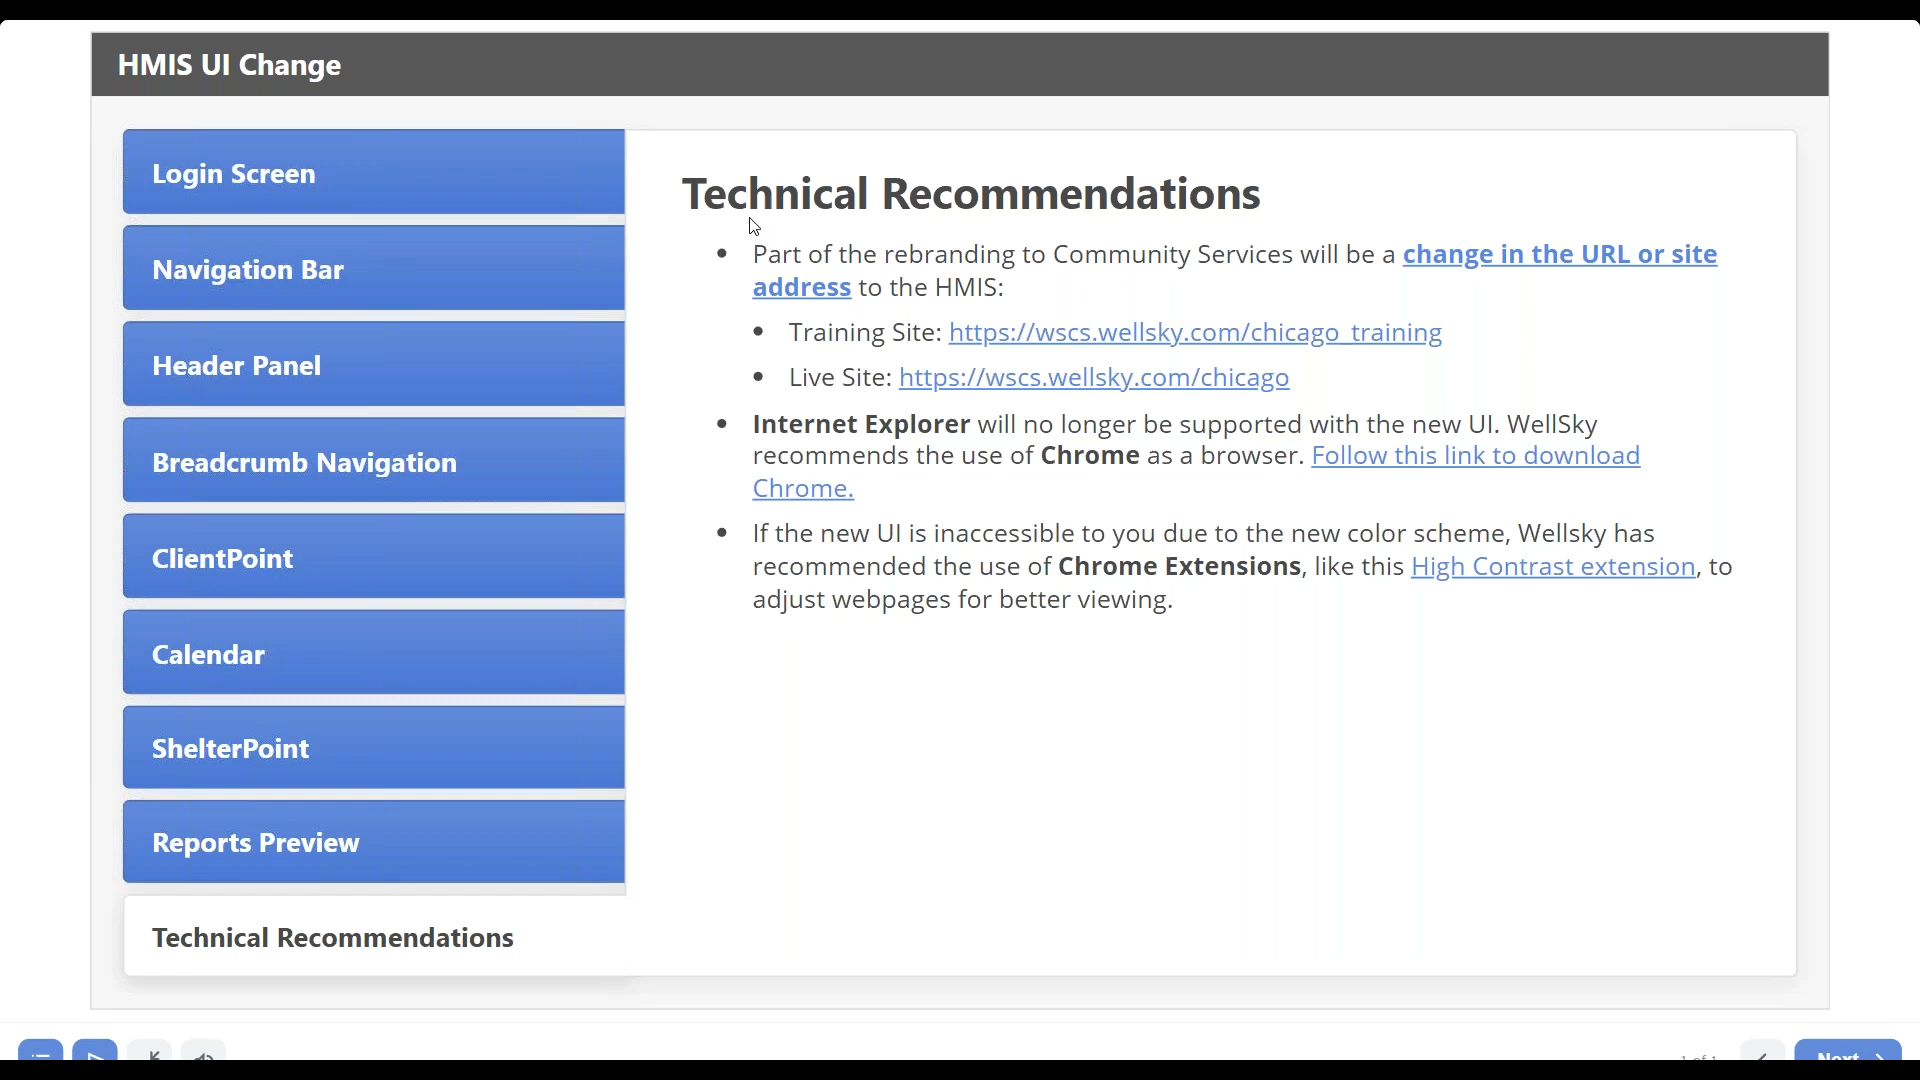 HMIS UI Change
Login Screen
Navigation Bar
Header Panel
Breadcrumb Navigation
ClientPoint
Calendar
ShelterPoint
Reports Preview
Technical Recommendations
Technical Recommendations
Part of the rebranding to Community Services will be a change in the URL or site
address to the HMIS:
Training Site: https://wscs.wellsky.com/chicago_training
Live Site: https://wscs.wellsky.com/chicago
Internet Explorer will no longer be supported with the new UI. WellSky
recommends the use of Chrome as a browser. Follow this link to download
Chrome.
If the new UI is inaccessible to you due to the new color scheme, Wellsky has
recommended the use of Chrome Extensions, like this High Contrast extension, to
adjust webpages for better viewing.
1 of 1
Next